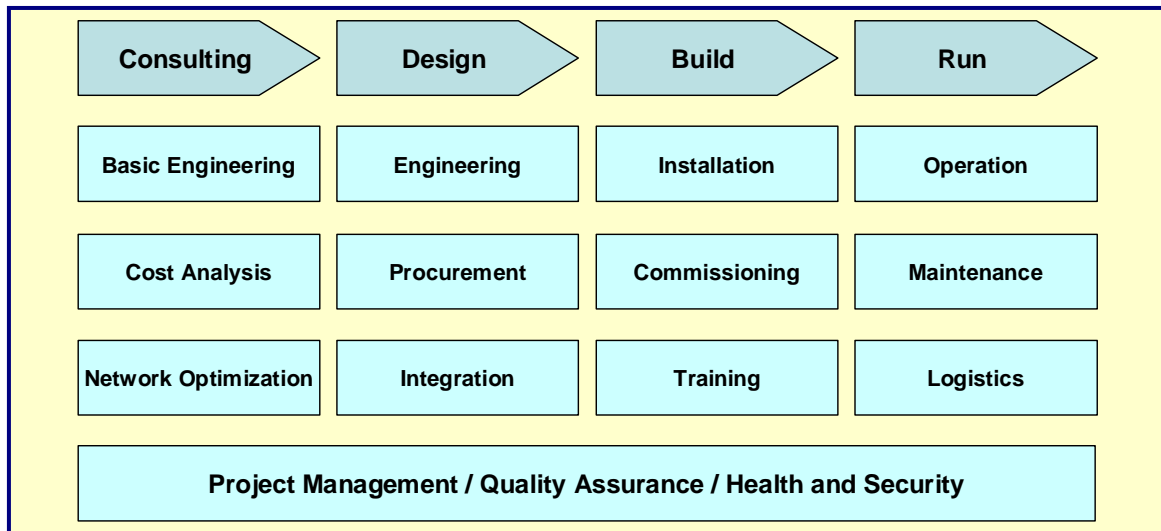 Consulting
Design
Build
Run
Basic Engineering
Engineering
Installation
Operation
Cost Analysis
Procurement
Commissioning
Maintenance
Network Optimization
Integration
Training
Logistics
Project Management / Quality Assurance / Health and Security